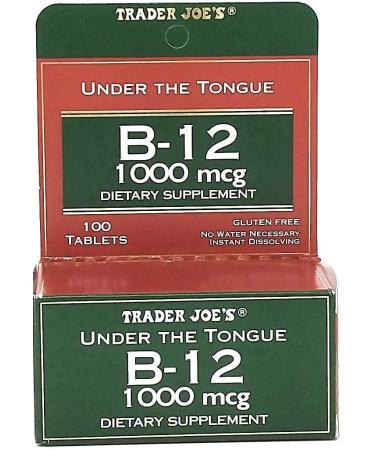 TRADER JOE'S®
UNDER THE TONGUE
B-12
1000 mcg
DIETARY SUPPLEMENT
100
TABLETS
GLUTEN FREE
NO WATER NECESSARY
INSTANT DISSOLVING
TRADER JOE'S®
UNDER THE TONGUE
B-12
1000 mcg
DIETARY SUPPLEMENT